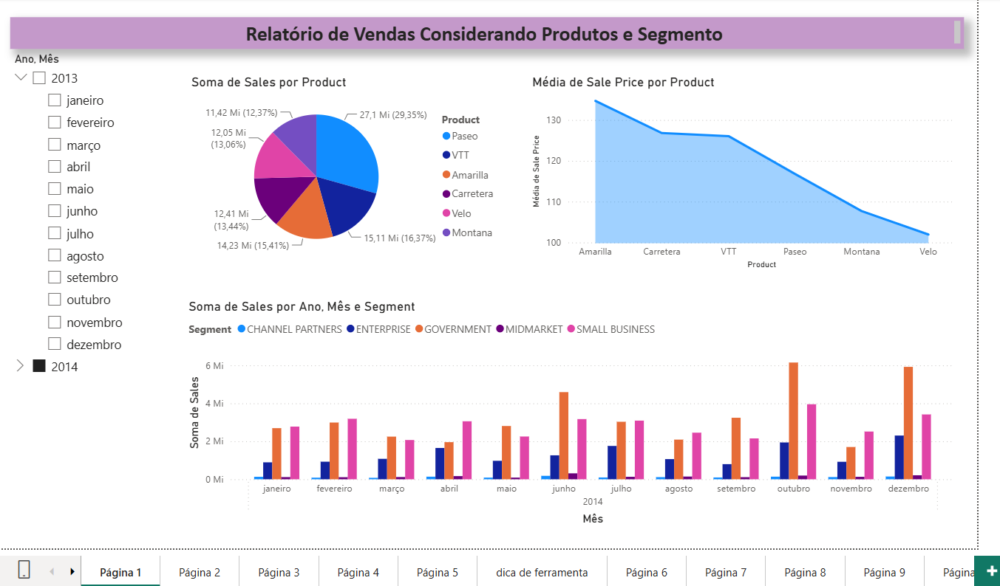 Relatório de Vendas Considerando Produtos e Segmento
Ano, Mês
2013
janeiro
fevereiro
março
abril
maio
junho
julho
agosto
setembro
outubro
novembro
dezembro
2014
Soma de Sales por Product
11,42 Mi (12,37%)
27,1 Mi (29,35%)
12,05 Mi
(13,06%)
12,41 Mi
(13,44%)
14,23 Mi (15,41%)
15,11 Mi (16,37%)
Product
Paseo
VTT
Amarilla
Carretera
Velo
Montana
Média de Sale Price por Product
Média de Sale Price
130
120
110
100
Amarilla Carretera VTT Paseo Montana Velo
Product
Soma de Sales por Ano, Mês e Segment
Segment CHANNEL PARTNERS ENTERPRISE GOVERNMENT MIDMARKET SMALL BUSINESS
Soma de Sales
6 Mi
4 Mi
2 Mi
0 Mi
janeiro fevereiro março abril maio junho julho agosto setembro outubro novembro dezembro
2014
Mês
Página 1 Página 2 Página 3 Página 4 Página 5 dica de ferramenta Página 6 Página 7 Página 8 Página 9 Página